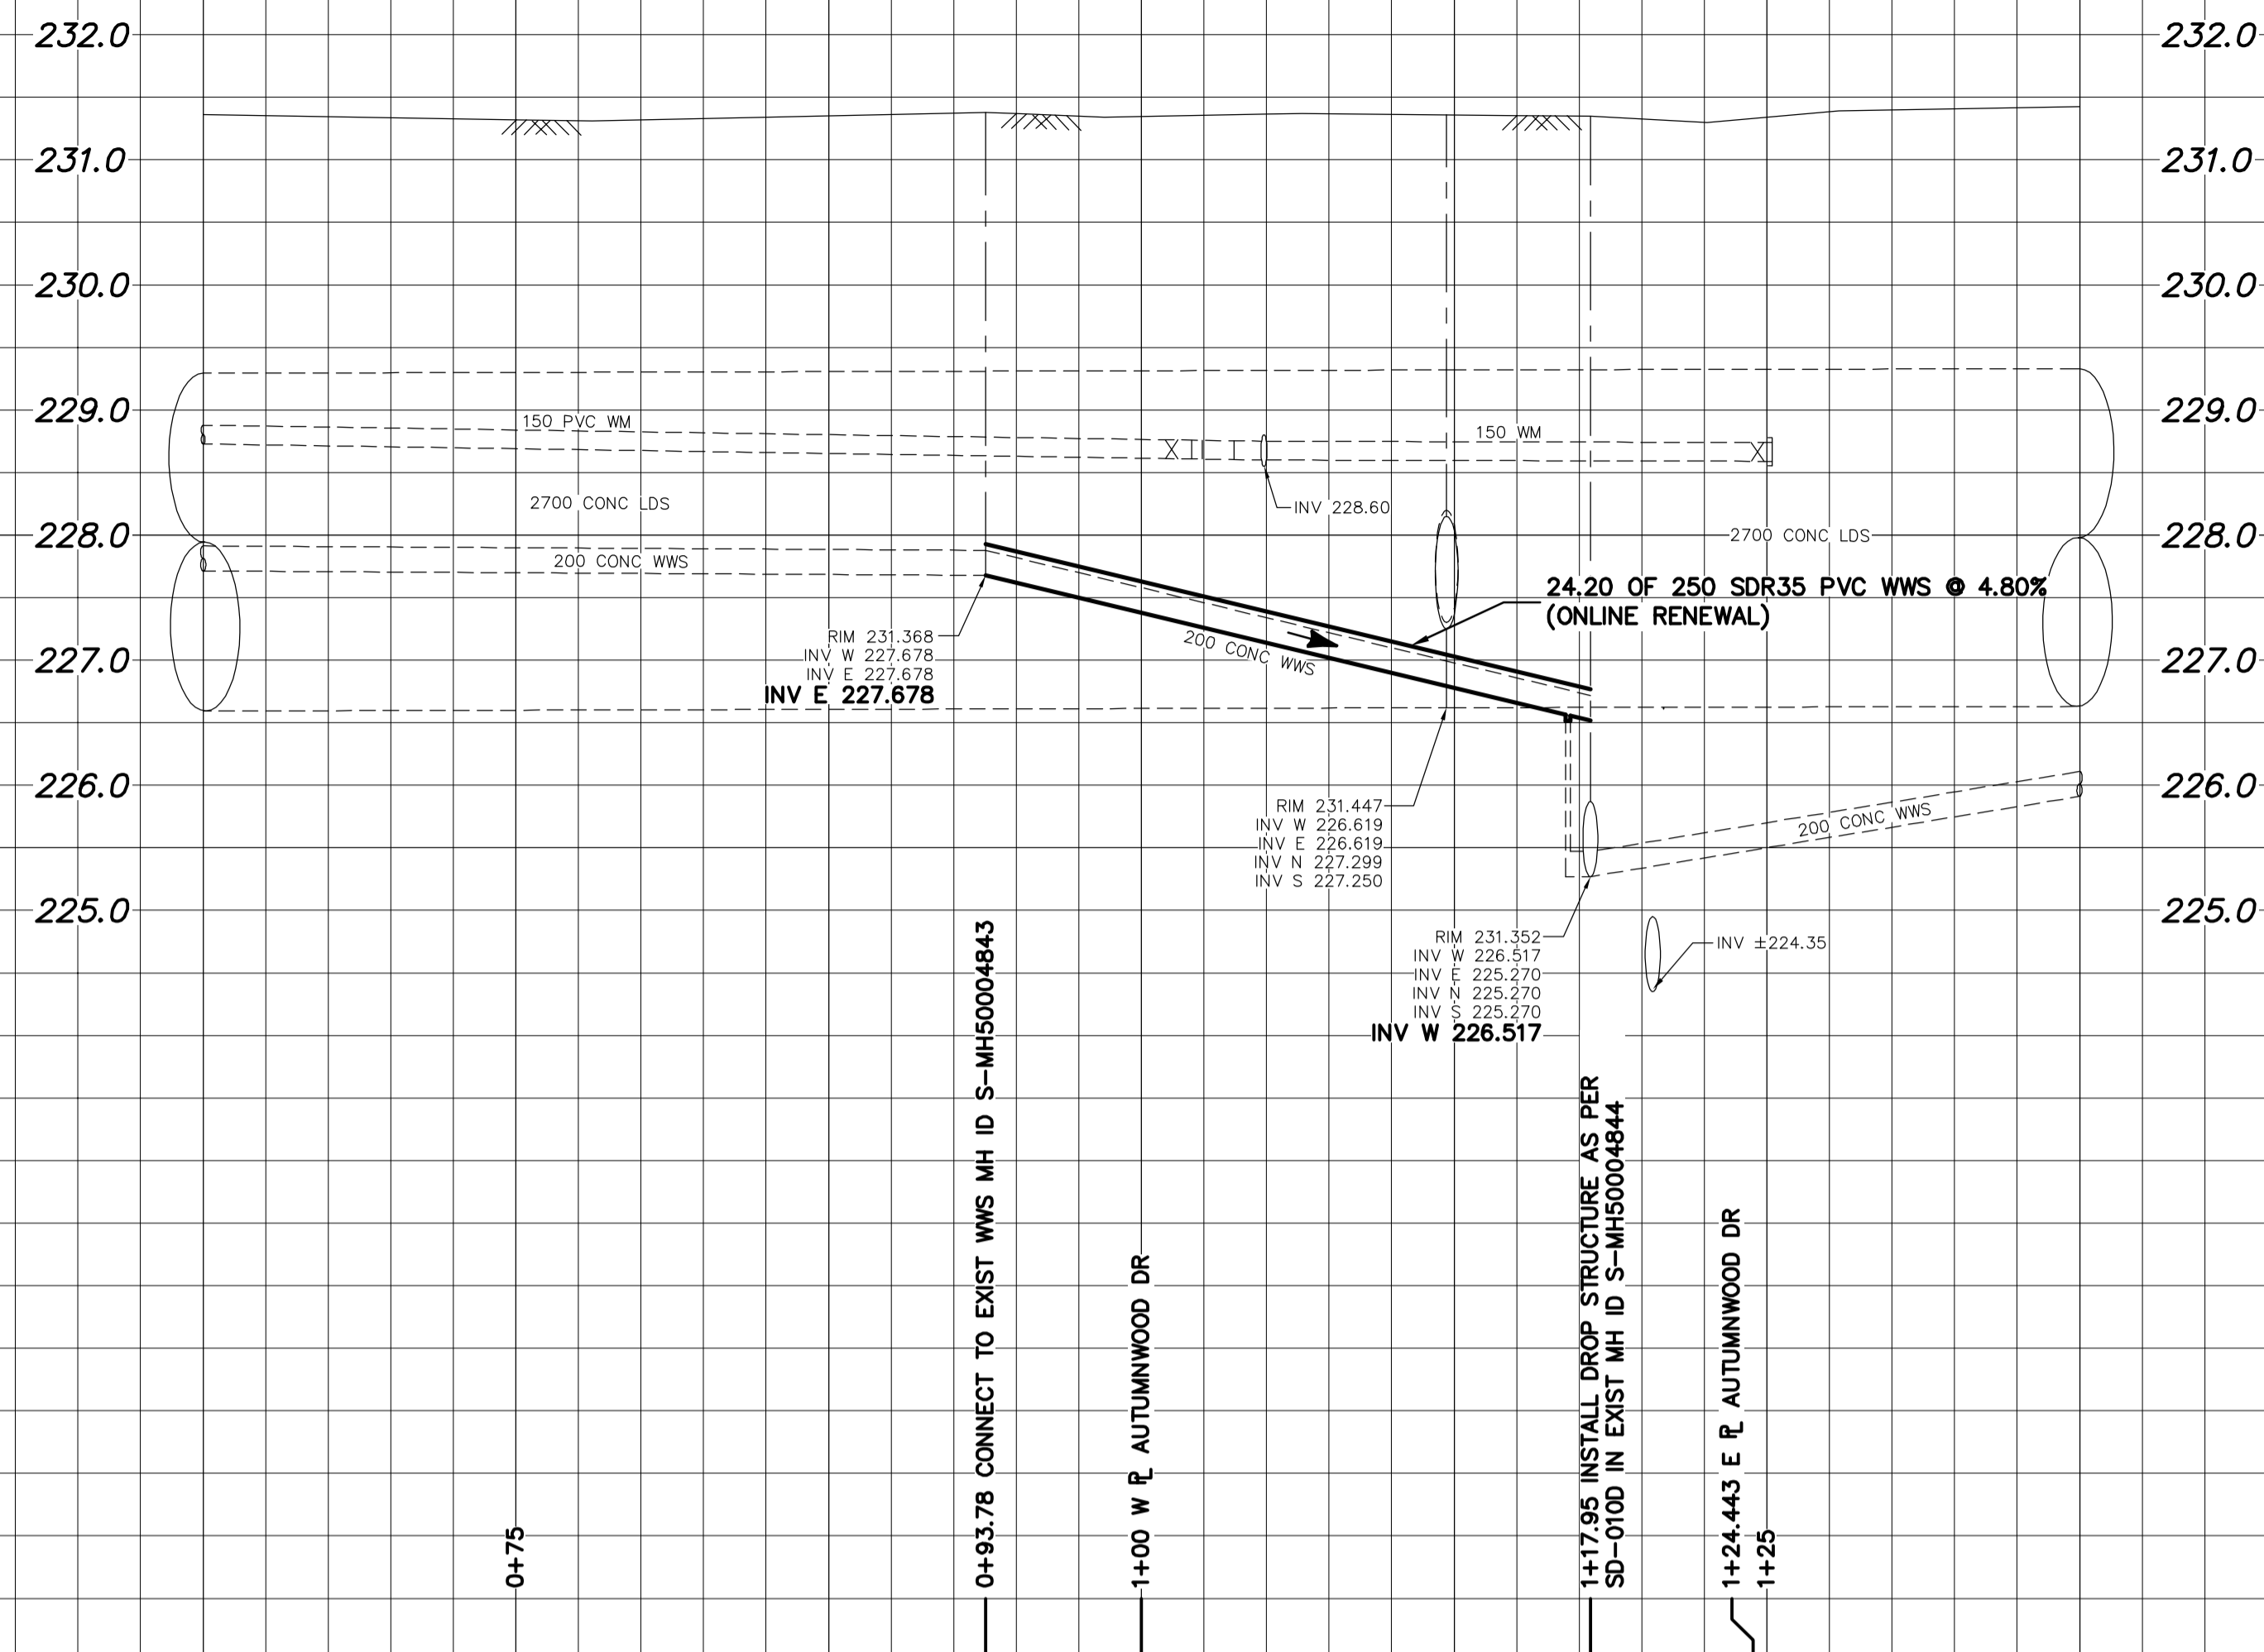 232.0
232.0
231.0
231.0
230.0
230.0
229.0
229.0
150 PVC WM
150 WM
2700 CONC LDS
INV 228.60
228.0
228.0
2700 CONC LDS
200 CONC WWS
24.20 OF 250 SDR35 PVC WWS @ 4.80%
(ONLINE RENEWAL)
200 CONC WWS
227.0
227.0
RIM 231.368
INV W 227.678
INV E 227.678
INV E 227.678
226.0
226.0
RIM 231.447
INV W 226.619
INV E 226.619
INV N 227.299
INV S 227.250
200 CONC WWS
225.0
225.0
RIM 231.352
INV W 226.517
INV E 225.270
INV N 225.270
INV S 225.270
INV W 226.517
INV ±224.35
0+75
0+93.78 CONNECT TO EXIST WWS MH ID S-MH50004843
1+00 W PL AUTUMNWOOD DR
1+17.95 INSTALL DROP STRUCTURE AS PER
SD-010D IN EXIST MH ID S-MH50004844
1+24.443 E PL AUTUMNWOOD DR
1+25